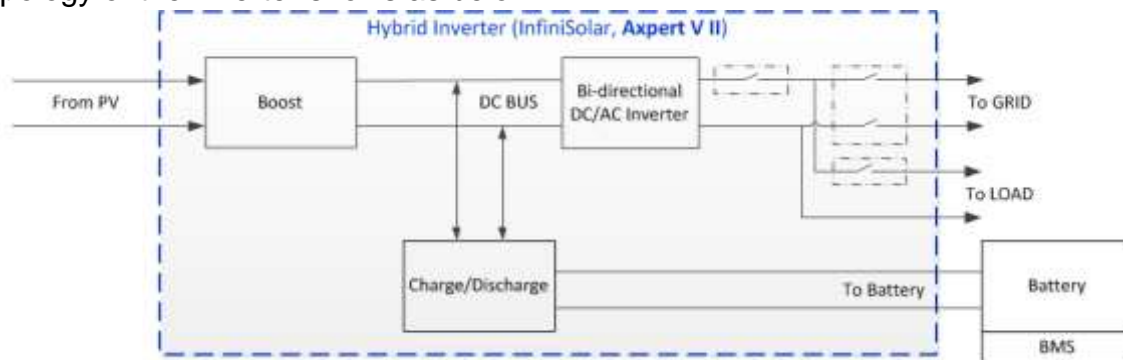 Hybrid Inverter (InfiniSolar, Axpert V II)
From PV
Boost
DC BUS
Bi-directional
DC/AC Inverter
To GRID
To LOAD
Charge/Discharge
To Battery
Battery
BMS